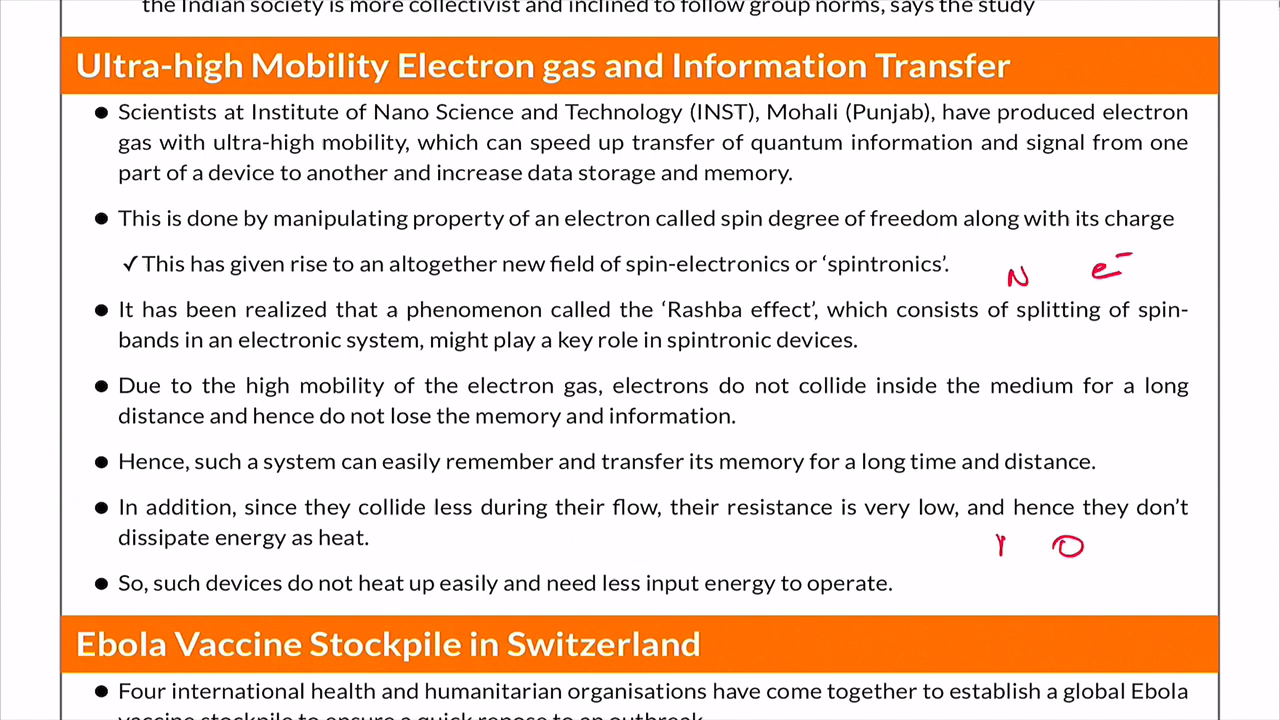 the Indian society is more collectivist and inclined to follow group norms, says the study
Ultra-high Mobility Electron gas and Information Transfer
● Scientists at Institute of Nano Science and Technology (INST), Mohali (Punjab), have produced electron
gas with ultra-high mobility, which can speed up transfer of quantum information and signal from one
part of a device to another and increase data storage and memory.
● This is done by manipulating property of an electron called spin degree of freedom along with its charge
✓ This has given rise to an altogether new field of spin-electronics or ‘spintronics’.
N e⁻
● It has been realized that a phenomenon called the ‘Rashba effect’, which consists of splitting of spin-
bands in an electronic system, might play a key role in spintronic devices.
● Due to the high mobility of the electron gas, electrons do not collide inside the medium for a long
distance and hence do not lose the memory and information.
● Hence, such a system can easily remember and transfer its memory for a long time and distance.
● In addition, since they collide less during their flow, their resistance is very low, and hence they don’t
dissipate energy as heat.
● So, such devices do not heat up easily and need less input energy to operate.
Ebola Vaccine Stockpile in Switzerland
● Four international health and humanitarian organisations have come together to establish a global Ebola
vaccine stockpile to ensure a quick repose to an outbreak